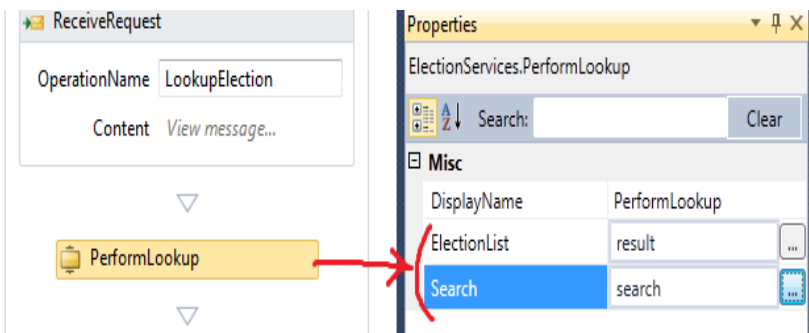 ReceiveRequest
OperationName LookupElection
Content View message...
PerformLookup
Properties
ElectionServices.PerformLookup
A Z Search: Clear
Misc
DisplayName PerformLookup
ElectionList result ...
Search search ...